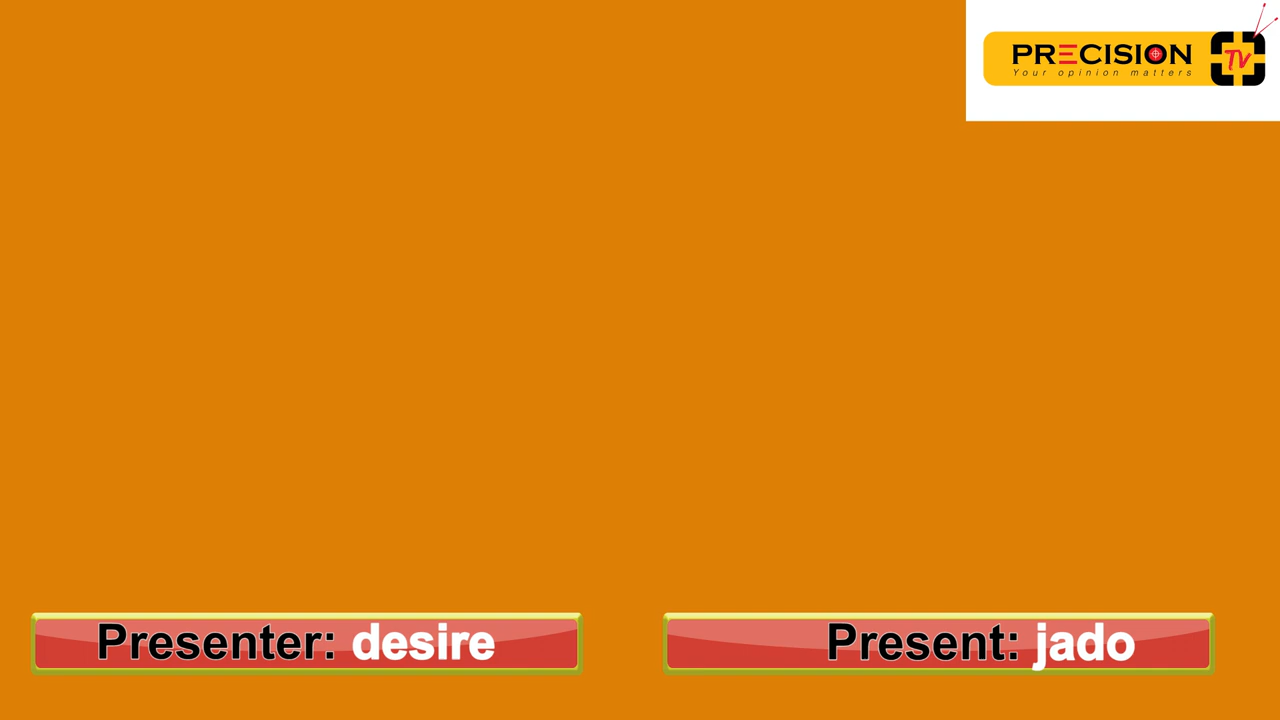 PRECISION
Your opinion matters
TV
Presenter: desire
Present: jado